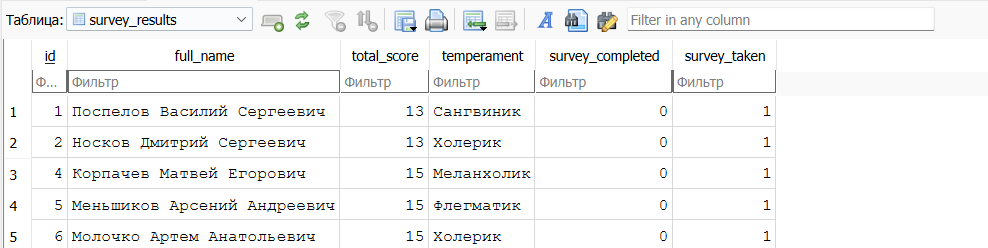 Таблица: survey_results Filter in any column
id full_name total_score temperament survey_completed survey_taken
Ф... Фильтр Фильтр Фильтр Фильтр Фильтр
1 1 Поспелов Василий Сергеевич 13 Сангвиник 0 1
2 2 Носков Дмитрий Сергеевич 13 Холерик 0 1
3 4 Корпачев Матвей Егорович 15 Меланхолик 0 1
4 5 Меньшиков Арсений Андреевич 15 Флегматик 0 1
5 6 Молочко Артем Анатольевич 15 Холерик 0 1